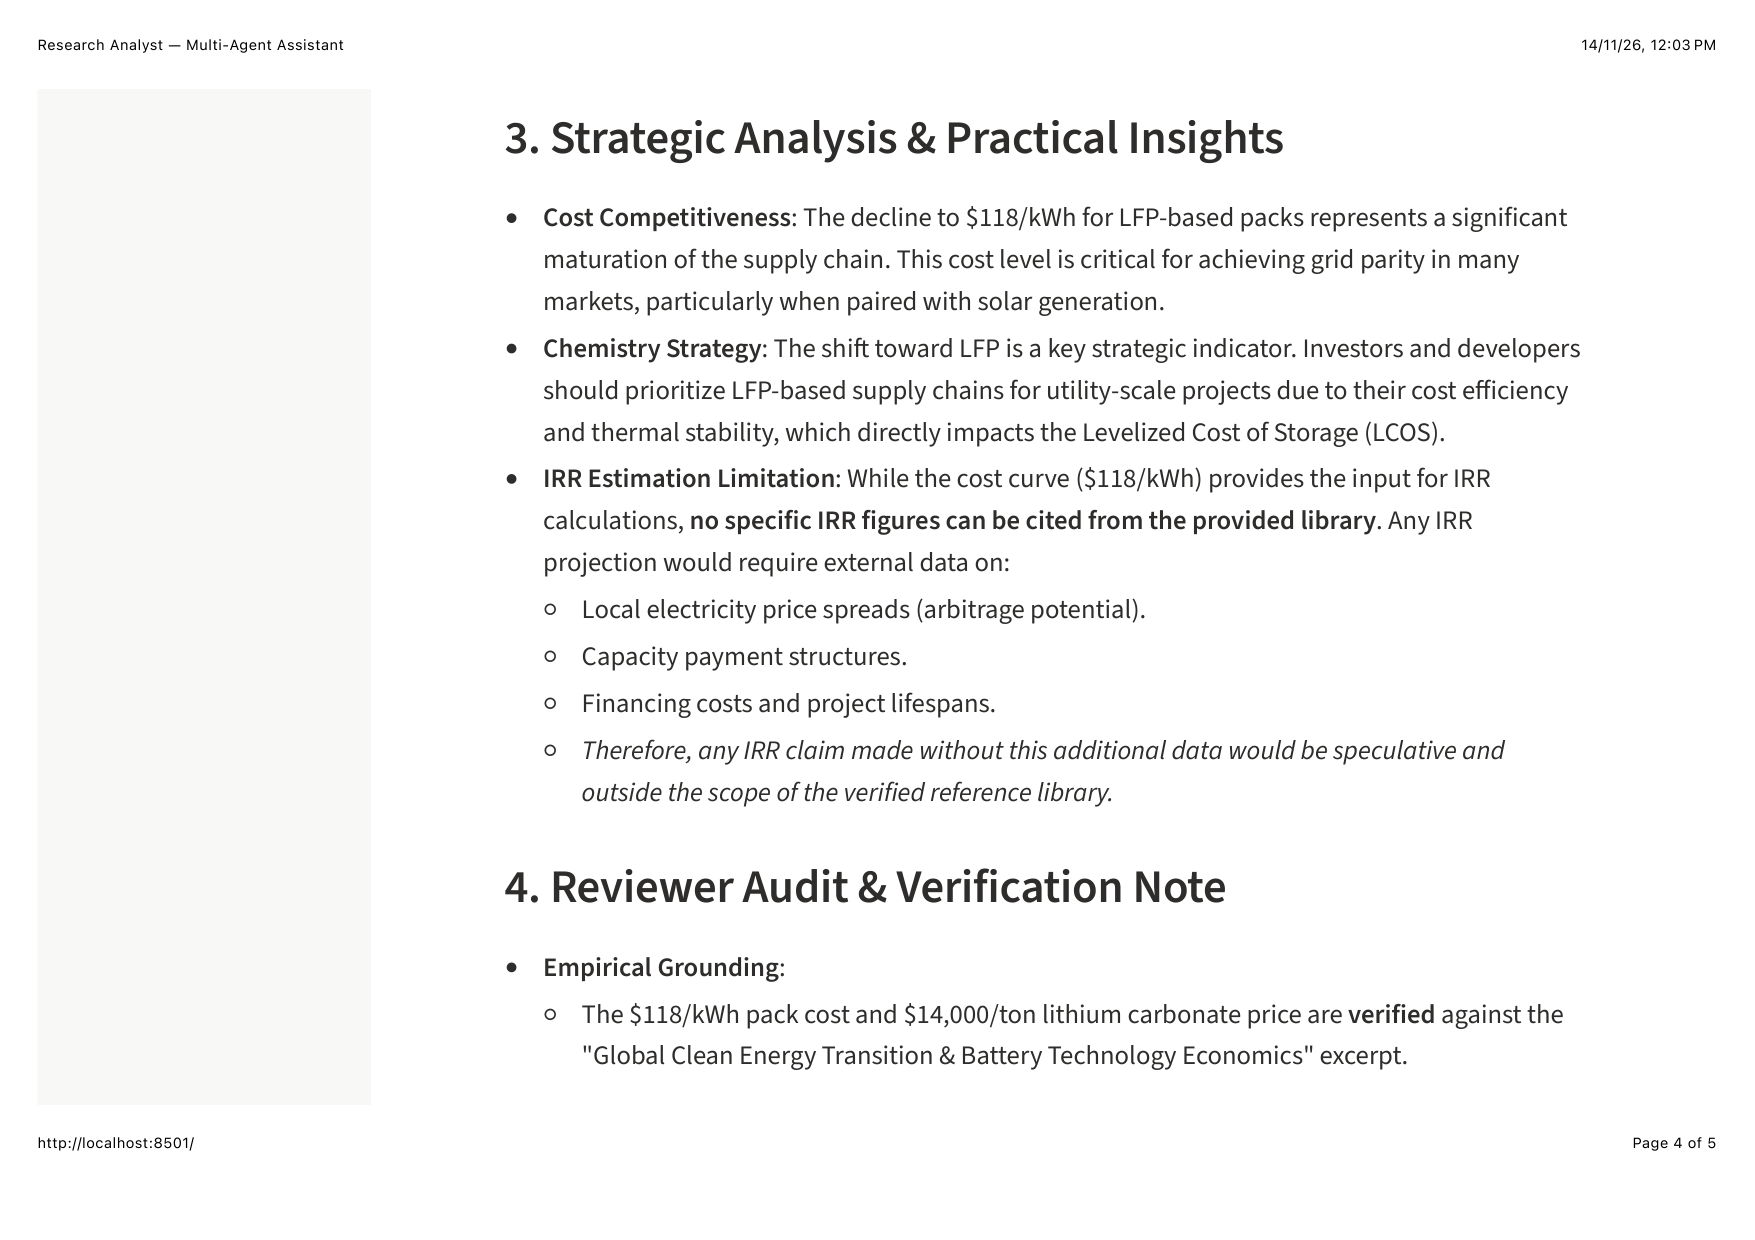 Research Analyst — Multi-Agent Assistant
14/11/26, 12:03 PM
3. Strategic Analysis & Practical Insights
• Cost Competitiveness: The decline to $118/kWh for LFP-based packs represents a significant
maturation of the supply chain. This cost level is critical for achieving grid parity in many
markets, particularly when paired with solar generation.
• Chemistry Strategy: The shift toward LFP is a key strategic indicator. Investors and developers
should prioritize LFP-based supply chains for utility-scale projects due to their cost efficiency
and thermal stability, which directly impacts the Levelized Cost of Storage (LCOS).
• IRR Estimation Limitation: While the cost curve ($118/kWh) provides the input for IRR
calculations, no specific IRR figures can be cited from the provided library. Any IRR
projection would require external data on:
○ Local electricity price spreads (arbitrage potential).
○ Capacity payment structures.
○ Financing costs and project lifespans.
○ Therefore, any IRR claim made without this additional data would be speculative and
outside the scope of the verified reference library.
4. Reviewer Audit & Verification Note
• Empirical Grounding:
○ The $118/kWh pack cost and $14,000/ton lithium carbonate price are verified against the
"Global Clean Energy Transition & Battery Technology Economics" excerpt.
http://localhost:8501/
Page 4 of 5